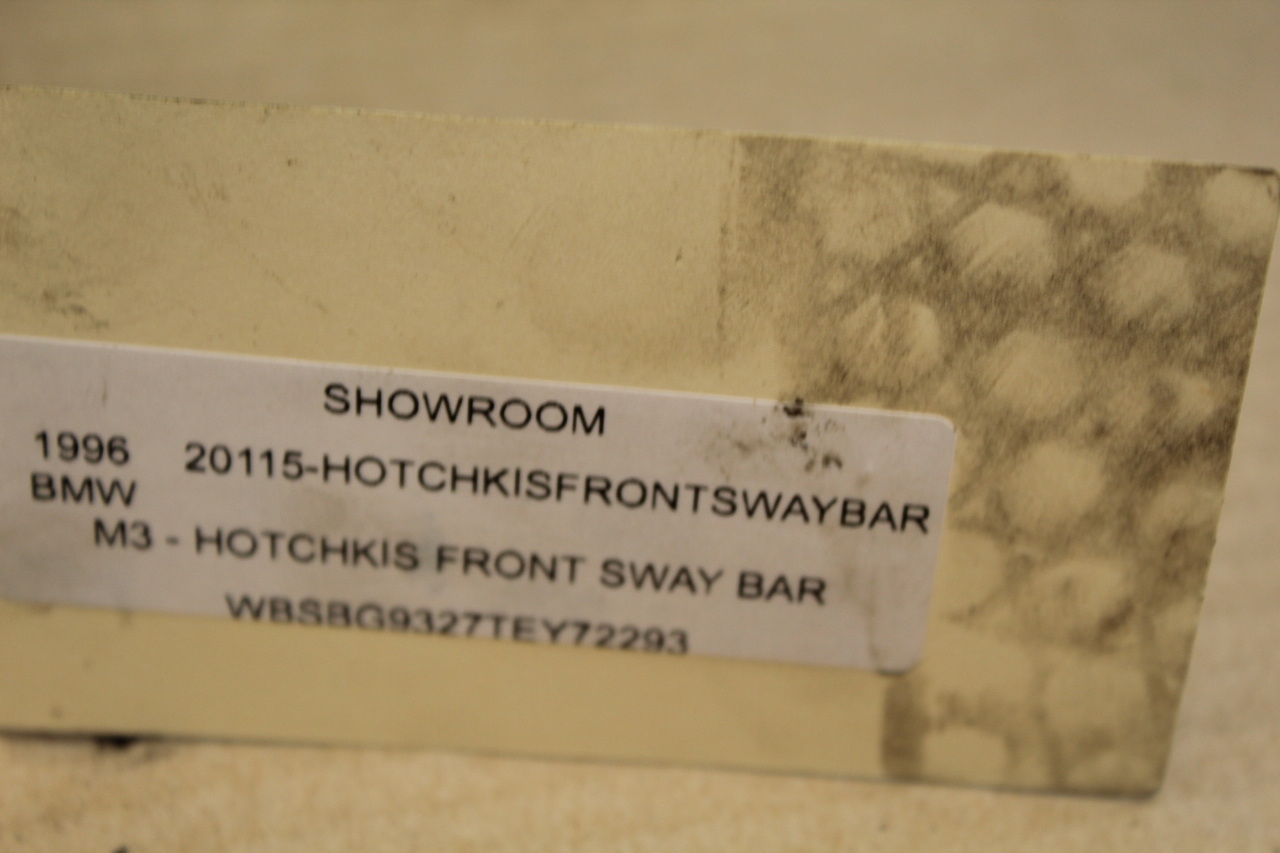 SHOWROOM
1996 20115-HOTCHKISFRONTSWAYBAR
BMW
M3 - HOTCHKIS FRONT SWAY BAR
WBSBG9327TEY72293